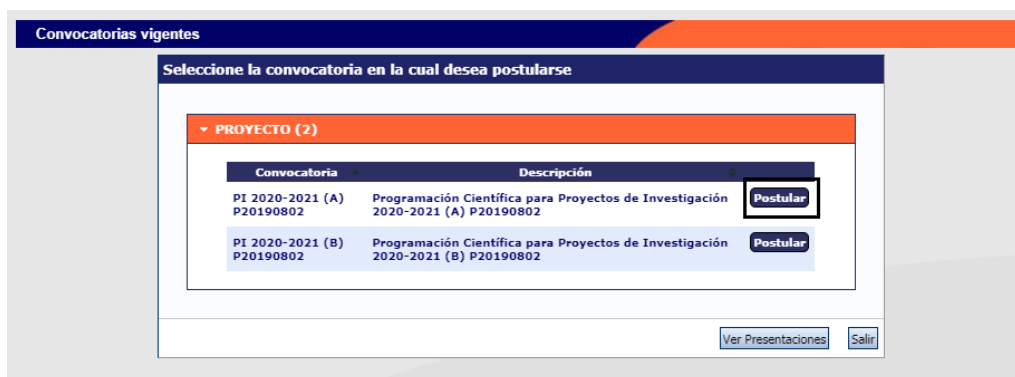 Convocatorias vigentes
Seleccione la convocatoria en la cual desea postularse
PROYECTO (2)
Convocatoria Descripción
PI 2020-2021 (A) Programación Científica para Proyectos de Investigación Postular
P20190802 2020-2021 (A) P20190802
PI 2020-2021 (B) Programación Científica para Proyectos de Investigación Postular
P20190802 2020-2021 (B) P20190802
Ver Presentaciones Salir